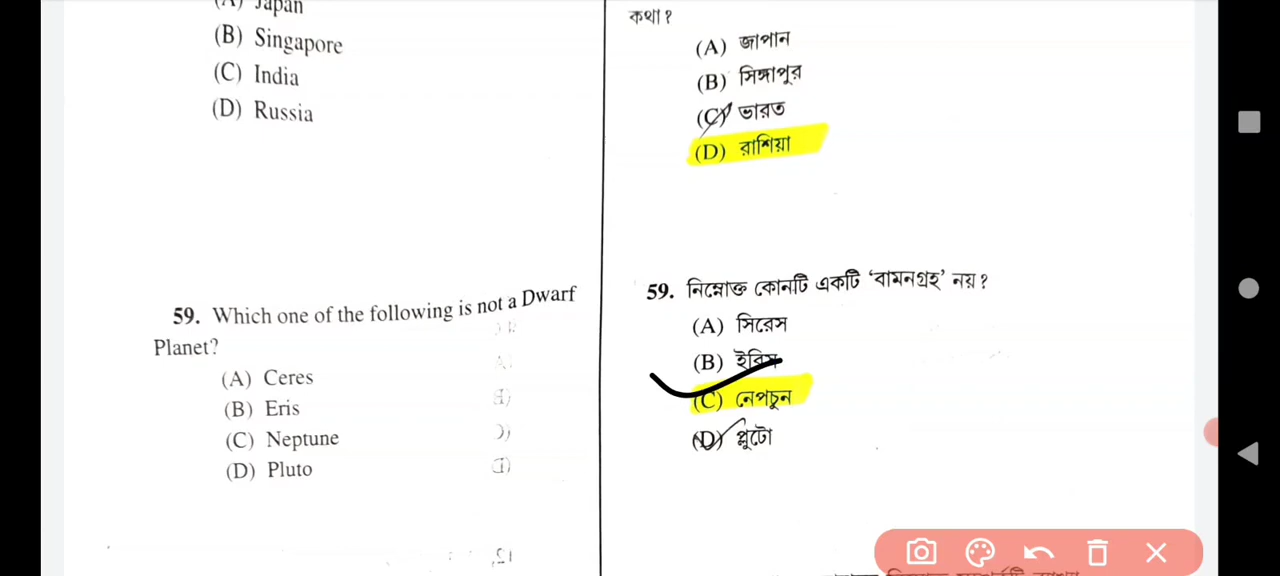 (A) Japan
(B) Singapore
(C) India
(D) Russia
59. Which one of the following is not a Dwarf
Planet?
(A) Ceres
(B) Eris
(C) Neptune
(D) Pluto
কথা ?
(A) জাপান
(B) সিঙ্গাপুর
(C) ভারত
(D) রাশিয়া
59. নিম্নোক্ত কোনটি একটি ‘বামনগ্রহ’ নয় ?
(A) সিরেস
(B) ইরিস
(C) নেপচুন
(D) প্লুটো